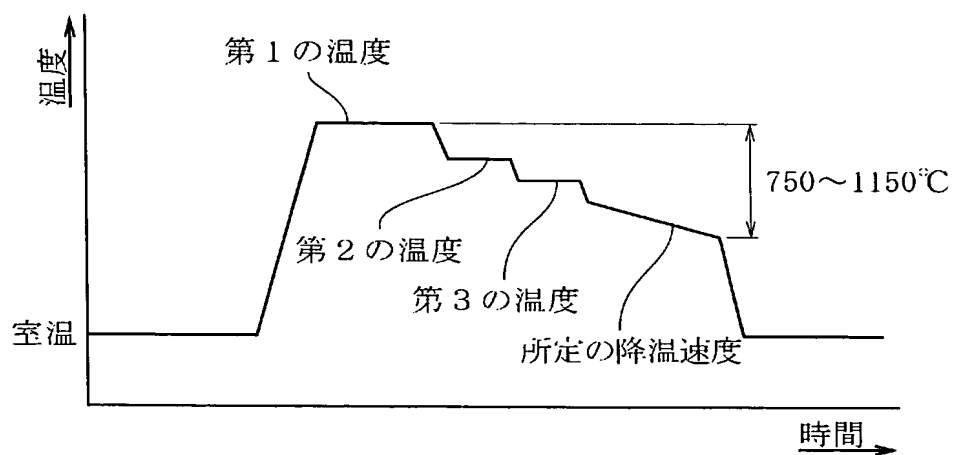 温度
第1の温度
750～1150℃
第2の温度
第3の温度
室温
所定の降温速度
時間